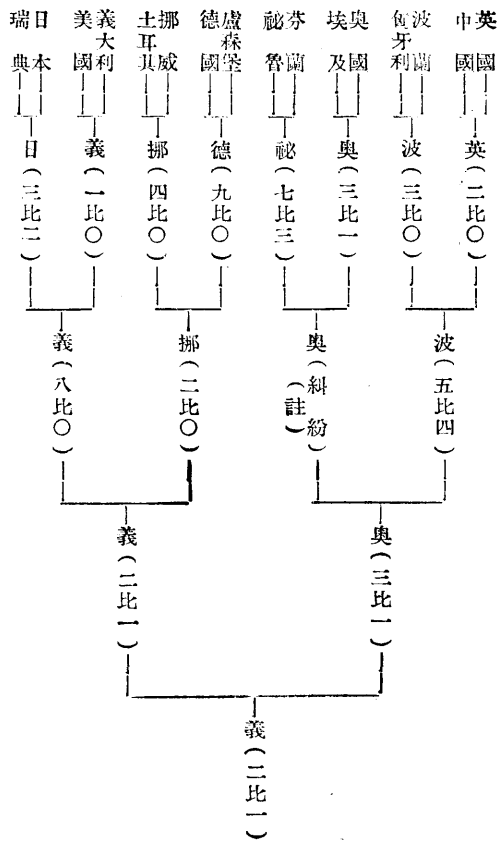 英國 中國
波蘭 匈牙利
奧國 埃及
芬蘭 祕魯
盧森堡 德國
挪威 土耳其
義大利 美國
日本 瑞典
英(二比〇)
波(三比〇)
奧(三比一)
祕(七比三)
德(九比〇)
挪(四比〇)
義(一比〇)
日(三比二)
波(五比四)
奧(糾紛)(註)
挪(二比〇)
義(八比〇)
奧(三比一)
義(二比一)
義(二比一)